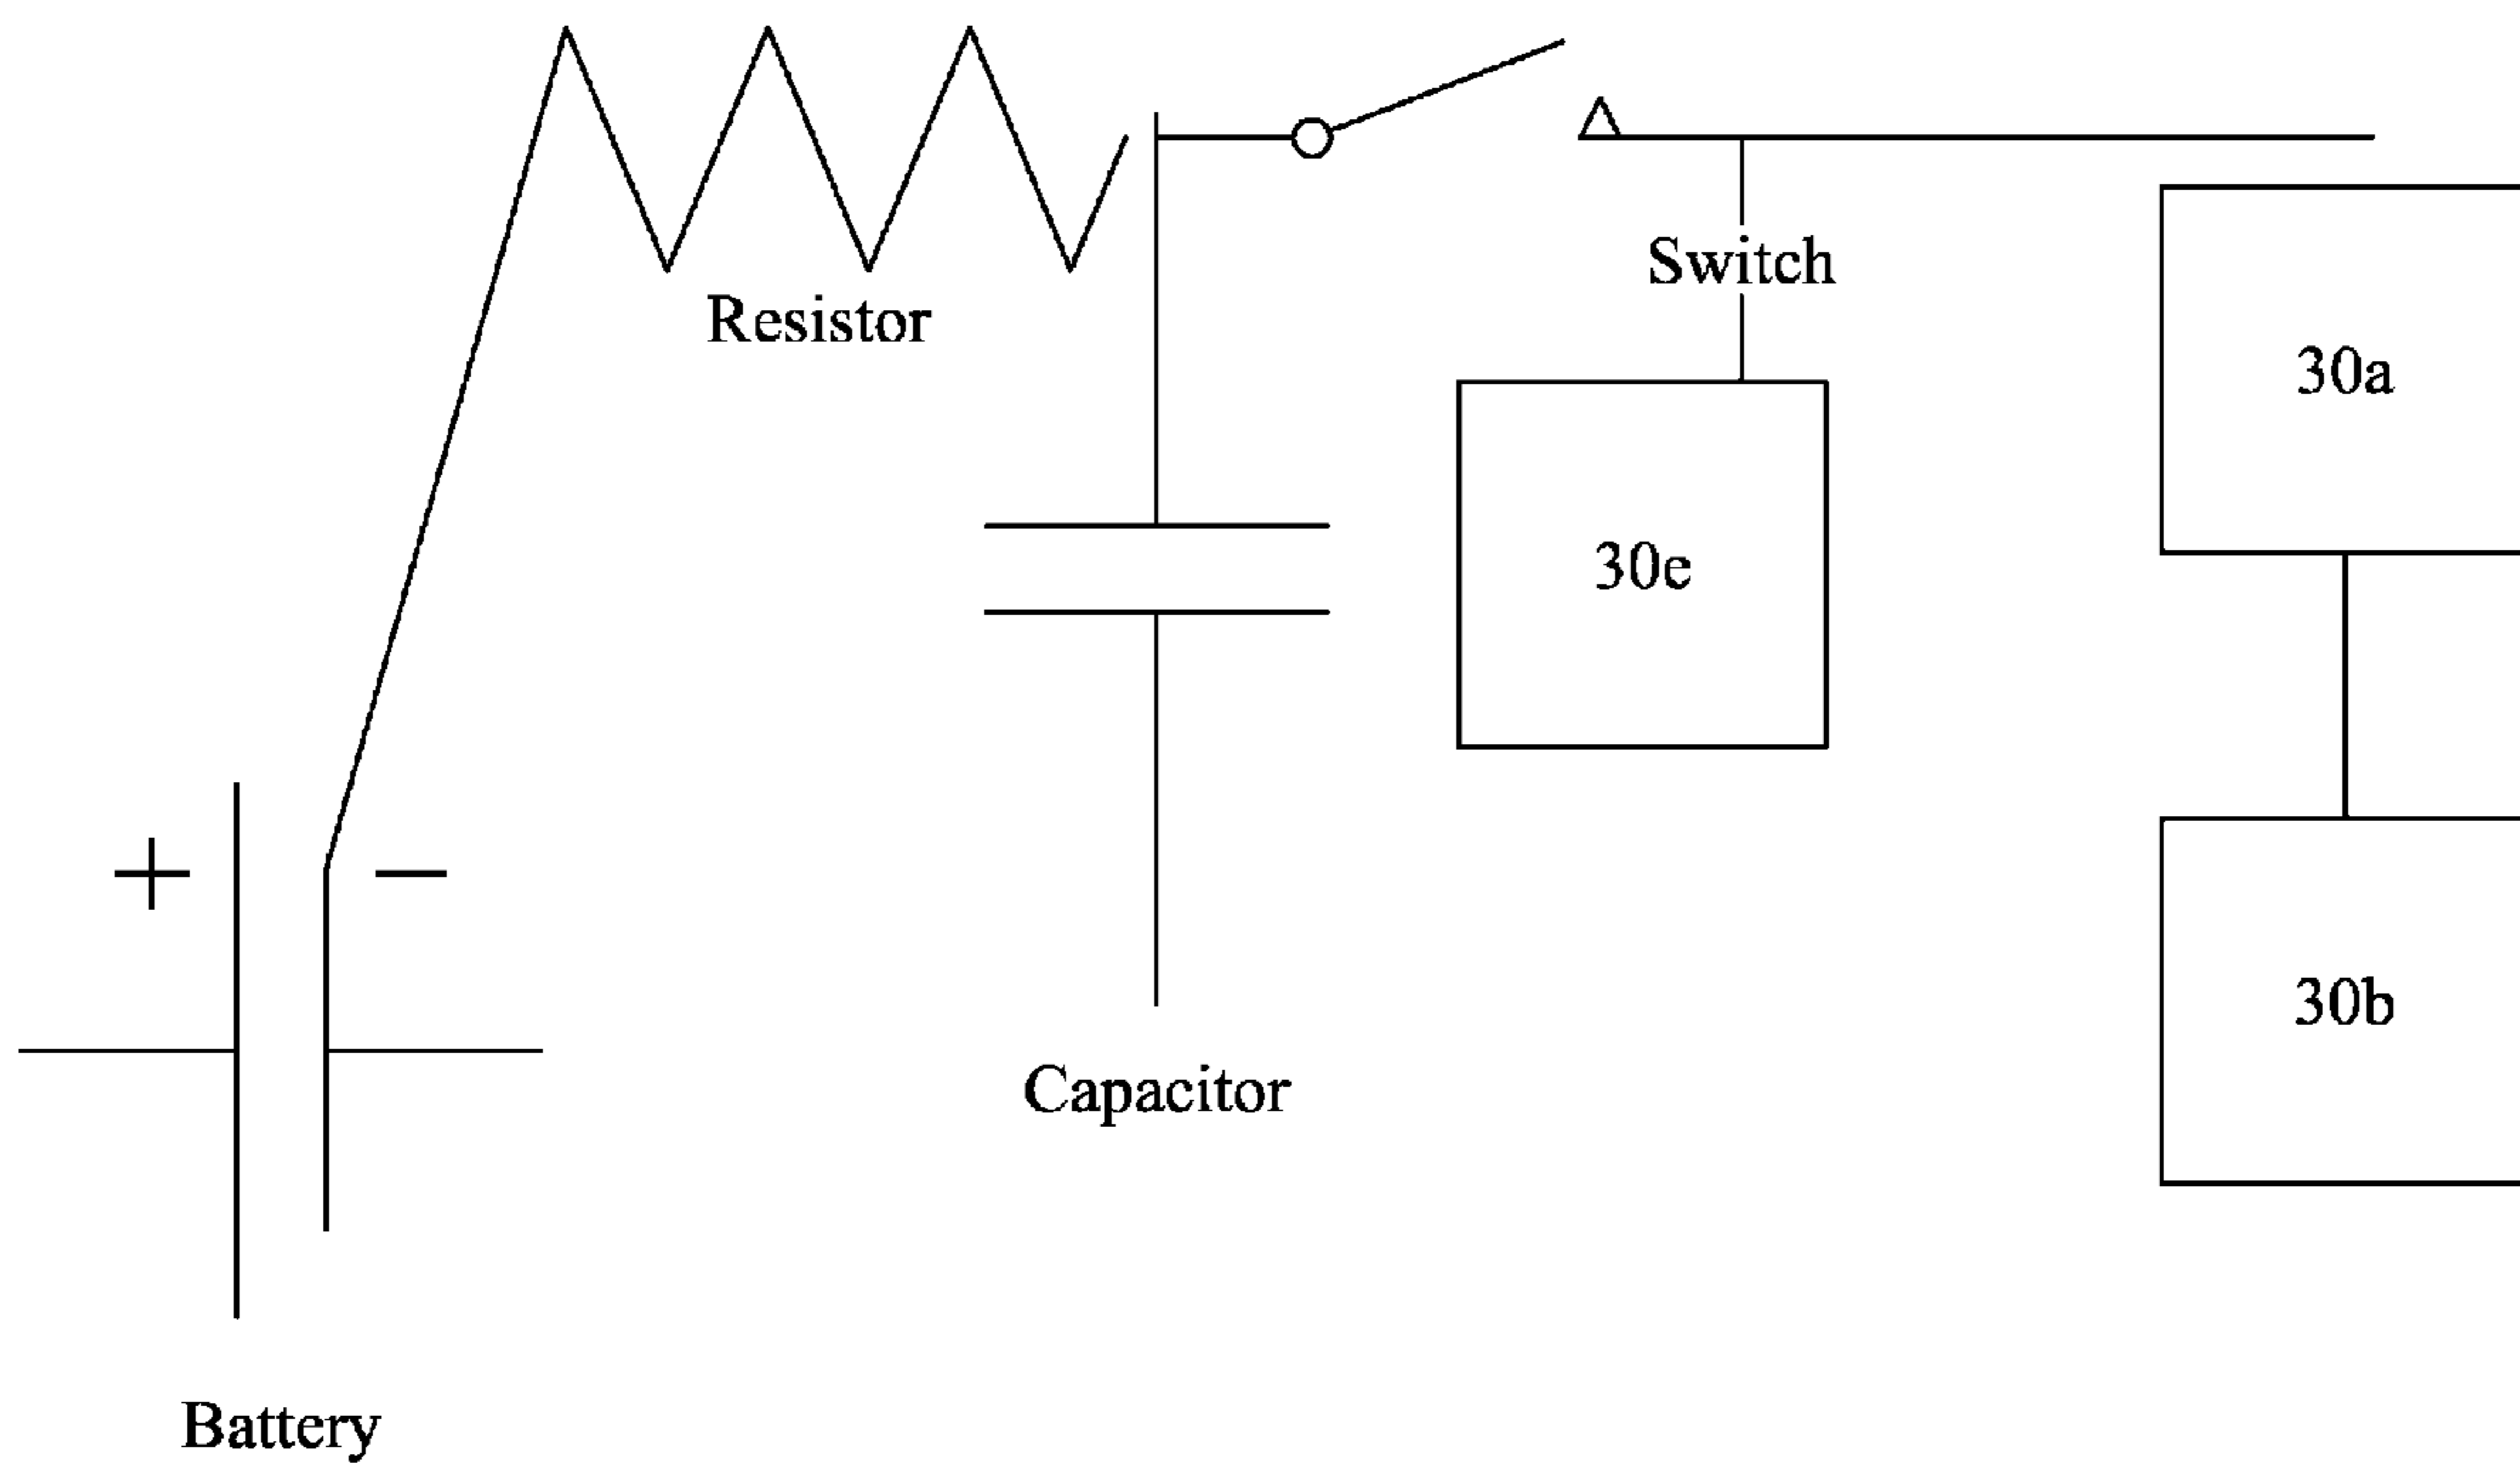 Resistor
Switch
30a
30e
+
−
30b
Capacitor
Battery